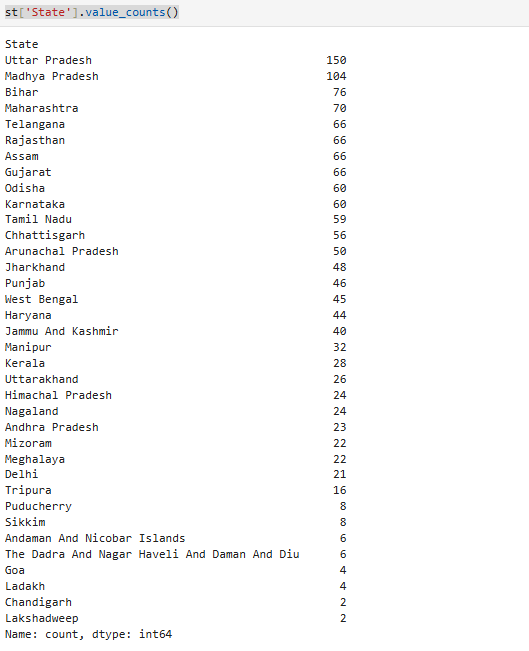 st['State'].value_counts()
State
Uttar Pradesh 150
Madhya Pradesh 104
Bihar 76
Maharashtra 70
Telangana 66
Rajasthan 66
Assam 66
Gujarat 66
Odisha 60
Karnataka 60
Tamil Nadu 59
Chhattisgarh 56
Arunachal Pradesh 50
Jharkhand 48
Punjab 46
West Bengal 45
Haryana 44
Jammu And Kashmir 40
Manipur 32
Kerala 28
Uttarakhand 26
Himachal Pradesh 24
Nagaland 24
Andhra Pradesh 23
Mizoram 22
Meghalaya 22
Delhi 21
Tripura 16
Puducherry 8
Sikkim 8
Andaman And Nicobar Islands 6
The Dadra And Nagar Haveli And Daman And Diu 6
Goa 4
Ladakh 4
Chandigarh 2
Lakshadweep 2
Name: count, dtype: int64